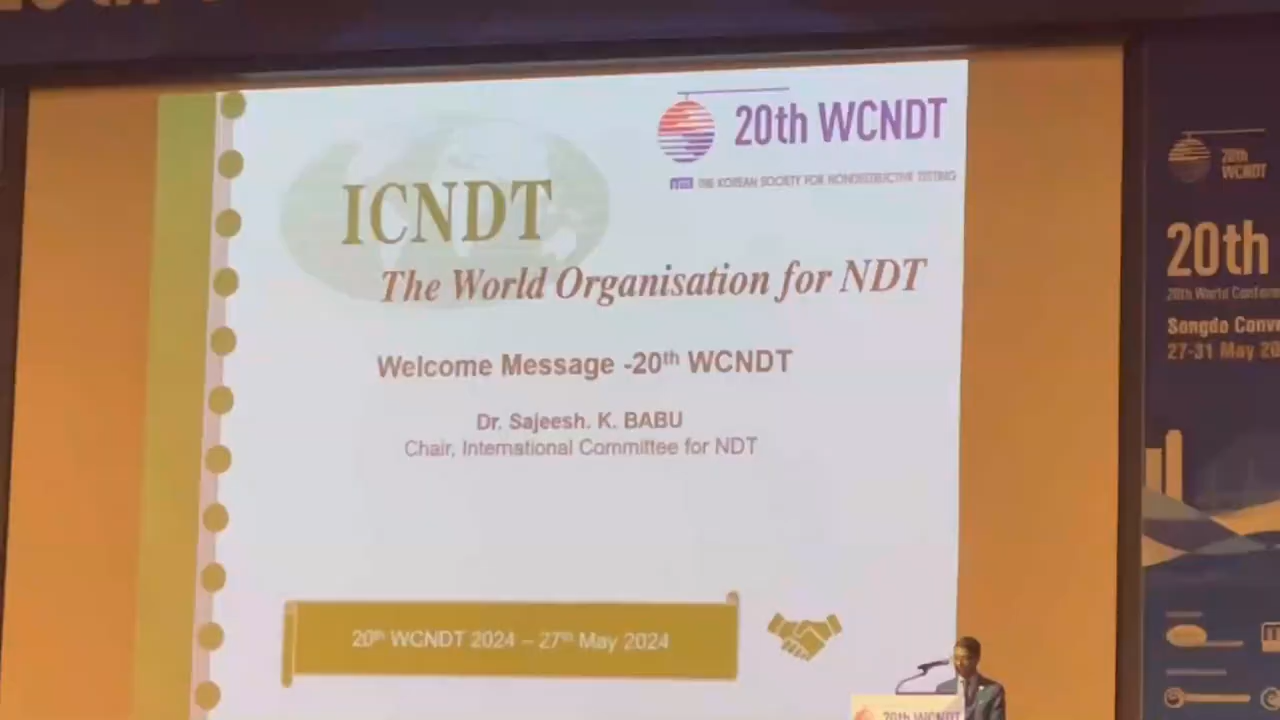 20th WCNDT
THE KOREAN SOCIETY FOR NONDESTRUCTIVE TESTING
ICNDT
The World Organisation for NDT
Welcome Message -20th WCNDT
Dr. Sajeesh. K. BABU
Chair, International Committee for NDT
20th WCNDT 2024 – 27th May 2024
20th WCNDT
20th
WCNDT
20th
20th World
Songdo
27-31 May